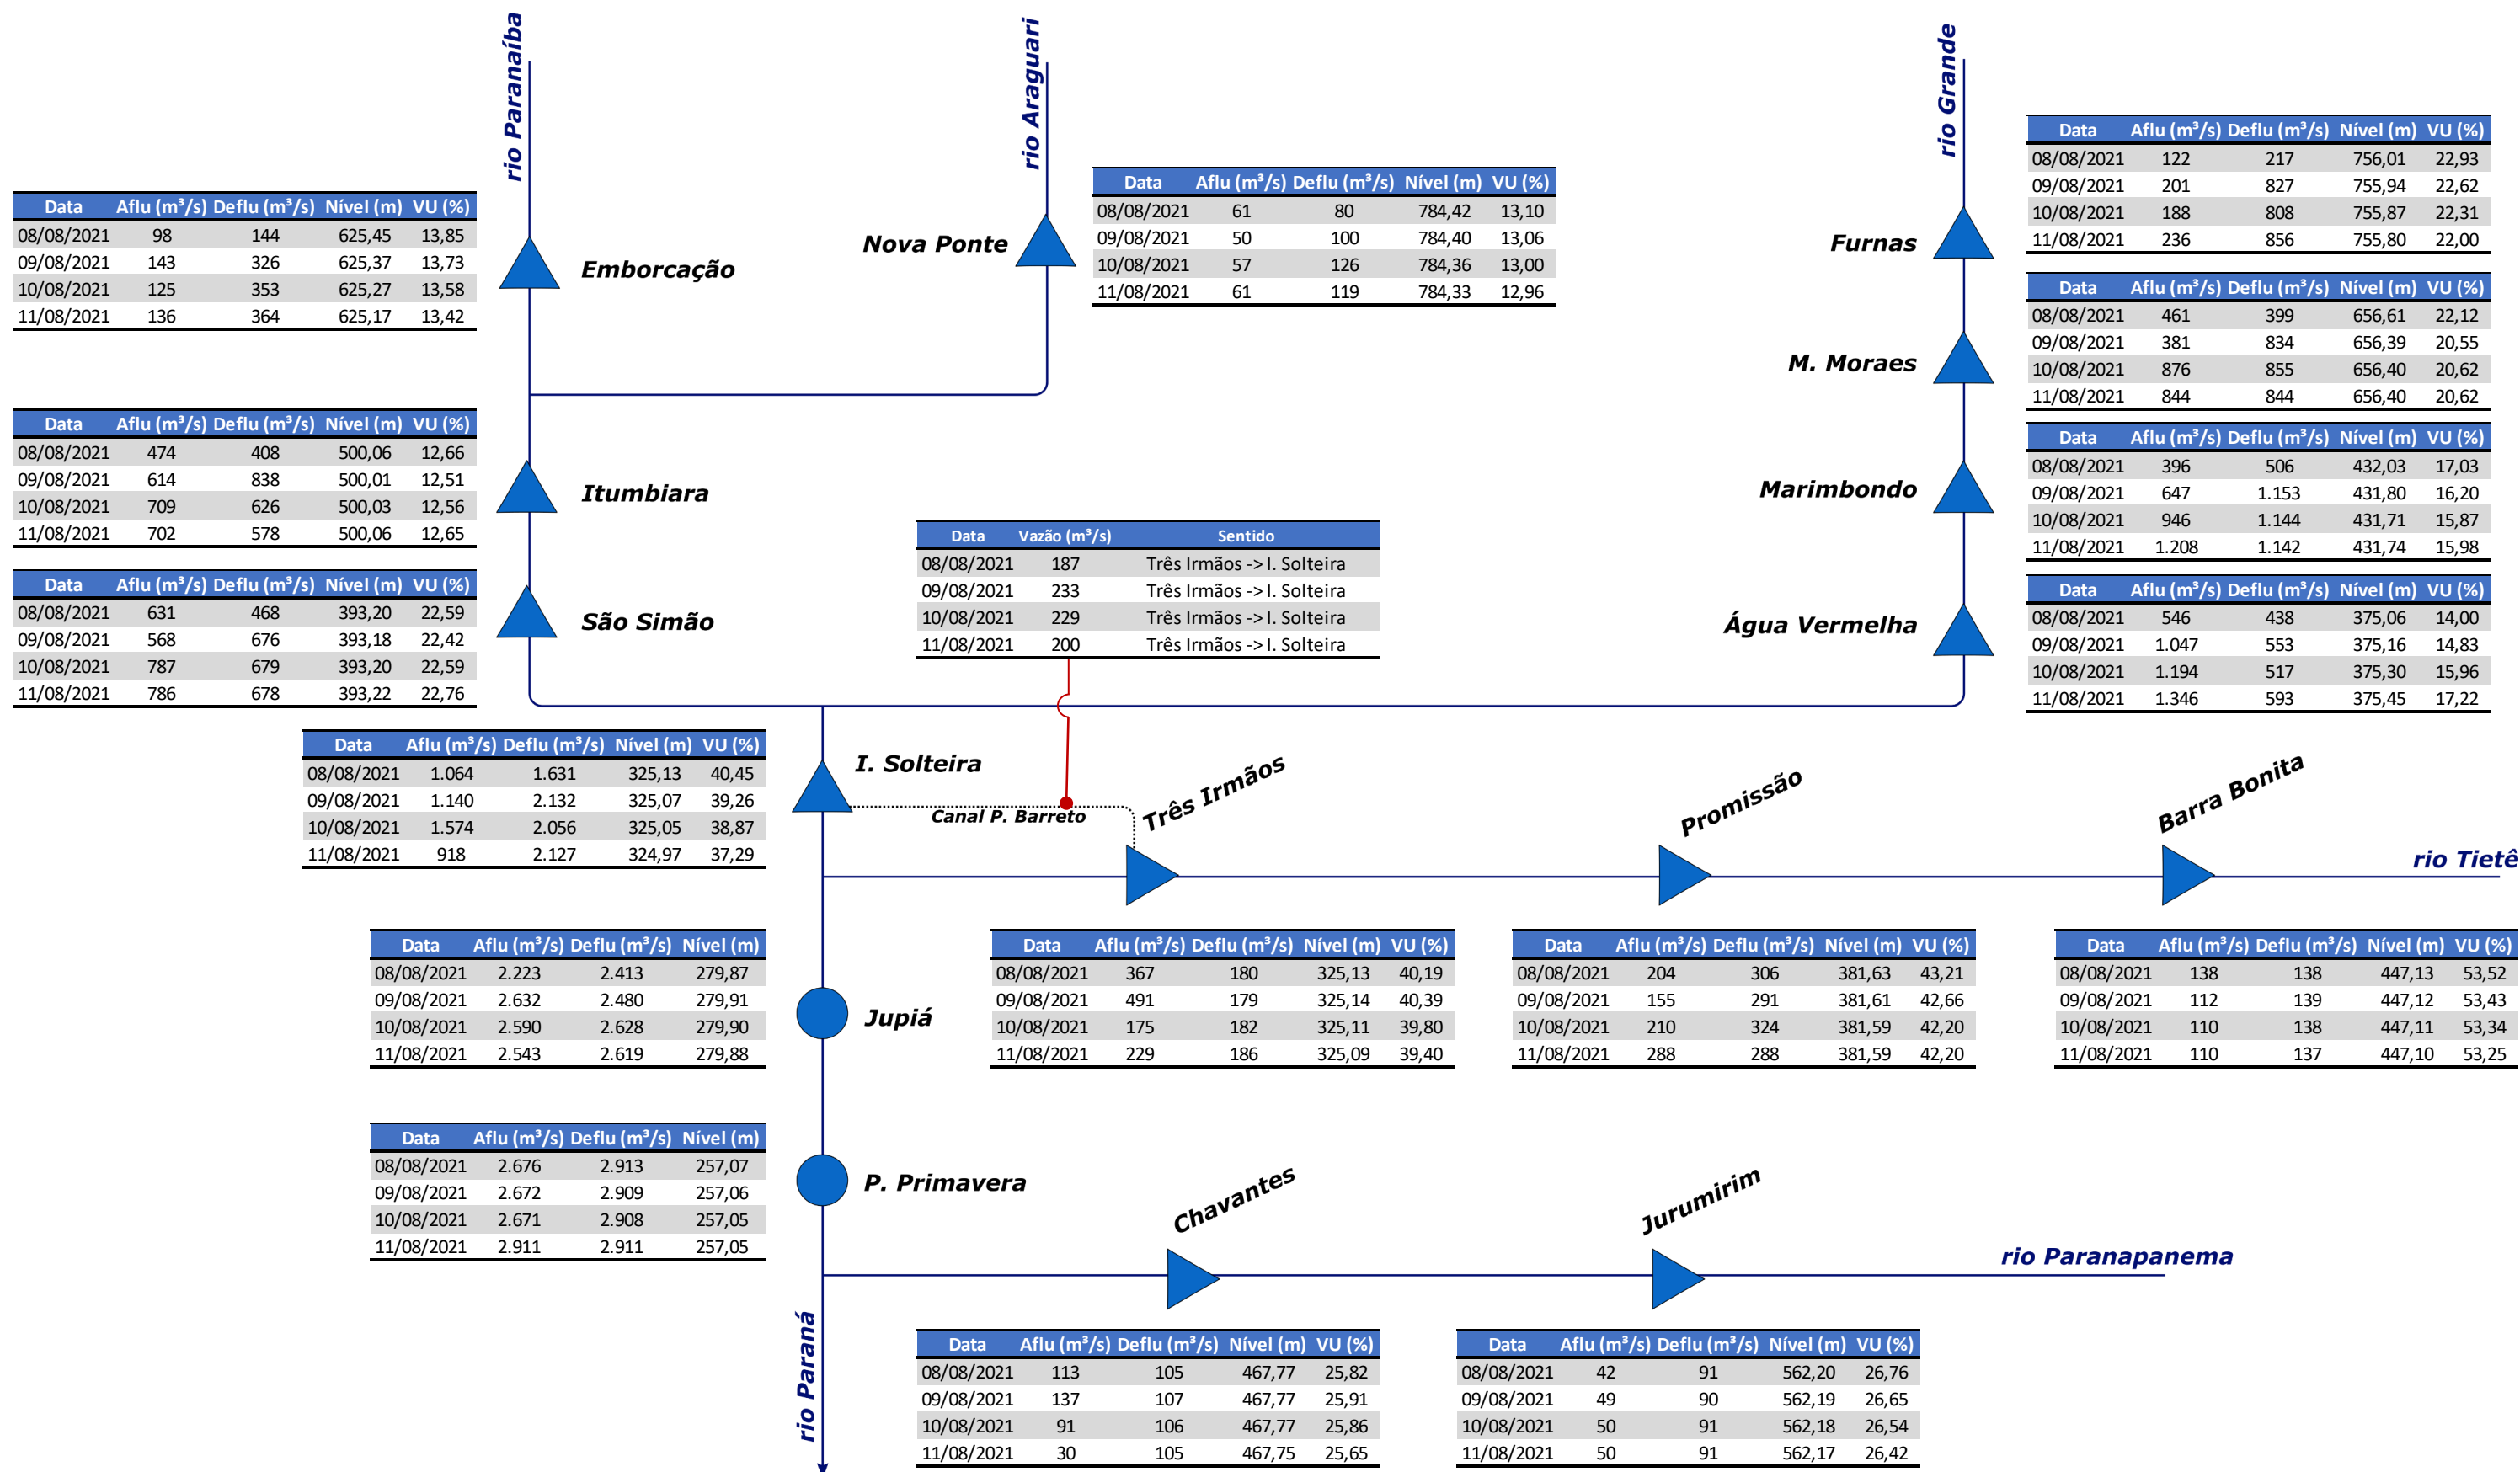 rio Paranaíba
rio Araguari
rio Grande
Data Aflu (m³/s) Deflu (m³/s) Nível (m) VU (%)
08/08/2021 122 217 756,01 22,93
09/08/2021 201 827 755,94 22,62
10/08/2021 188 808 755,87 22,31
11/08/2021 236 856 755,80 22,00
Furnas
Data Aflu (m³/s) Deflu (m³/s) Nível (m) VU (%)
08/08/2021 61 80 784,42 13,10
09/08/2021 50 100 784,40 13,06
10/08/2021 57 126 784,36 13,00
11/08/2021 61 119 784,33 12,96
Nova Ponte
Data Aflu (m³/s) Deflu (m³/s) Nível (m) VU (%)
08/08/2021 98 144 625,45 13,85
09/08/2021 143 326 625,37 13,73
10/08/2021 125 353 625,27 13,58
11/08/2021 136 364 625,17 13,42
Emborcação
Data Aflu (m³/s) Deflu (m³/s) Nível (m) VU (%)
08/08/2021 461 399 656,61 22,12
09/08/2021 381 834 656,39 20,55
10/08/2021 876 855 656,40 20,62
11/08/2021 844 844 656,40 20,62
M. Moraes
Data Aflu (m³/s) Deflu (m³/s) Nível (m) VU (%)
08/08/2021 474 408 500,06 12,66
09/08/2021 614 838 500,01 12,51
10/08/2021 709 626 500,03 12,56
11/08/2021 702 578 500,06 12,65
Itumbiara
Data Aflu (m³/s) Deflu (m³/s) Nível (m) VU (%)
08/08/2021 396 506 432,03 17,03
09/08/2021 647 1.153 431,80 16,20
10/08/2021 946 1.144 431,71 15,87
11/08/2021 1.208 1.142 431,74 15,98
Marimbondo
Data Vazão (m³/s) Sentido
08/08/2021 187 Três Irmãos -> I. Solteira
09/08/2021 233 Três Irmãos -> I. Solteira
10/08/2021 229 Três Irmãos -> I. Solteira
11/08/2021 200 Três Irmãos -> I. Solteira
Data Aflu (m³/s) Deflu (m³/s) Nível (m) VU (%)
08/08/2021 631 468 393,20 22,59
09/08/2021 568 676 393,18 22,42
10/08/2021 787 679 393,20 22,59
11/08/2021 786 678 393,22 22,76
São Simão
Data Aflu (m³/s) Deflu (m³/s) Nível (m) VU (%)
08/08/2021 546 438 375,06 14,00
09/08/2021 1.047 553 375,16 14,83
10/08/2021 1.194 517 375,30 15,96
11/08/2021 1.346 593 375,45 17,22
Água Vermelha
Data Aflu (m³/s) Deflu (m³/s) Nível (m) VU (%)
08/08/2021 1.064 1.631 325,13 40,45
09/08/2021 1.140 2.132 325,07 39,26
10/08/2021 1.574 2.056 325,05 38,87
11/08/2021 918 2.127 324,97 37,29
I. Solteira
Canal P. Barreto
Três Irmãos
Promissão
Barra Bonita
rio Tietê
Data Aflu (m³/s) Deflu (m³/s) Nível (m)
08/08/2021 2.223 2.413 279,87
09/08/2021 2.632 2.480 279,91
10/08/2021 2.590 2.628 279,90
11/08/2021 2.543 2.619 279,88
Jupiá
Data Aflu (m³/s) Deflu (m³/s) Nível (m) VU (%)
08/08/2021 367 180 325,13 40,19
09/08/2021 491 179 325,14 40,39
10/08/2021 175 182 325,11 39,80
11/08/2021 229 186 325,09 39,40
Data Aflu (m³/s) Deflu (m³/s) Nível (m) VU (%)
08/08/2021 204 306 381,63 43,21
09/08/2021 155 291 381,61 42,66
10/08/2021 210 324 381,59 42,20
11/08/2021 288 288 381,59 42,20
Data Aflu (m³/s) Deflu (m³/s) Nível (m) VU (%)
08/08/2021 138 138 447,13 53,52
09/08/2021 112 139 447,12 53,43
10/08/2021 110 138 447,11 53,34
11/08/2021 110 137 447,10 53,25
Data Aflu (m³/s) Deflu (m³/s) Nível (m)
08/08/2021 2.676 2.913 257,07
09/08/2021 2.672 2.909 257,06
10/08/2021 2.671 2.908 257,05
11/08/2021 2.911 2.911 257,05
P. Primavera
Chavantes
Jurumirim
rio Paranapanema
rio Paraná
Data Aflu (m³/s) Deflu (m³/s) Nível (m) VU (%)
08/08/2021 113 105 467,77 25,82
09/08/2021 137 107 467,77 25,91
10/08/2021 91 106 467,77 25,86
11/08/2021 30 105 467,75 25,65
Data Aflu (m³/s) Deflu (m³/s) Nível (m) VU (%)
08/08/2021 42 91 562,20 26,76
09/08/2021 49 90 562,19 26,65
10/08/2021 50 91 562,18 26,54
11/08/2021 50 91 562,17 26,42